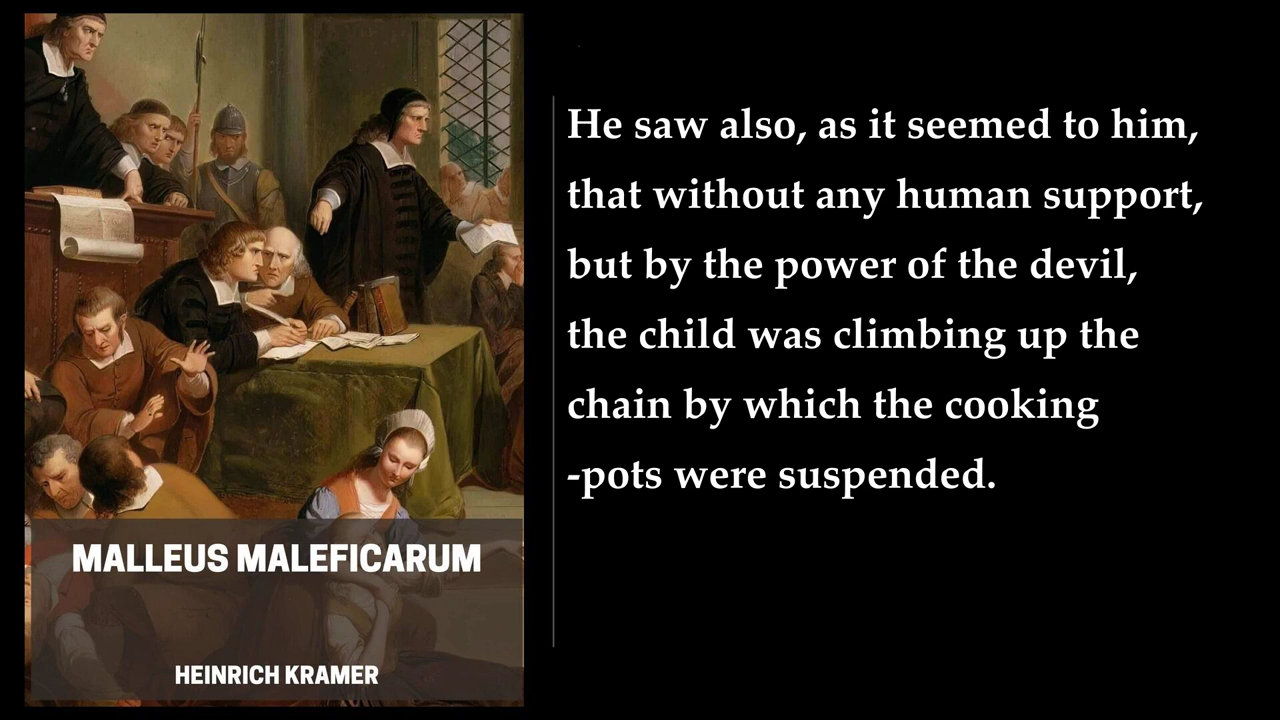 He saw also, as it seemed to him,
that without any human support,
but by the power of the devil,
the child was climbing up the
chain by which the cooking
-pots were suspended.
MALLEUS MALEFICARUM
HEINRICH KRAMER